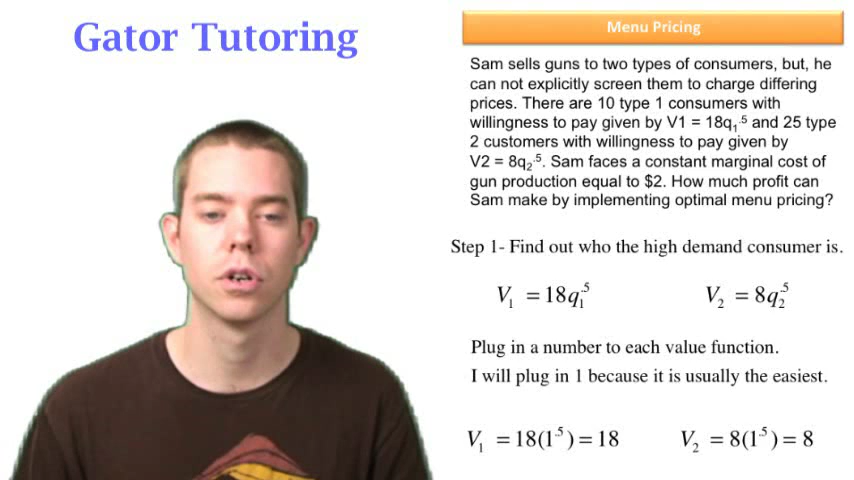 Gator Tutoring
Menu Pricing
Sam sells guns to two types of consumers, but, he
can not explicitly screen them to charge differing
prices. There are 10 type 1 consumers with
willingness to pay given by V1 = 18q₁·⁵ and 25 type
2 customers with willingness to pay given by
V2 = 8q₂·⁵. Sam faces a constant marginal cost of
gun production equal to $2. How much profit can
Sam make by implementing optimal menu pricing?
Step 1- Find out who the high demand consumer is.
V₁ = 18q₁·⁵ V₂ = 8q₂·⁵
Plug in a number to each value function.
I will plug in 1 because it is usually the easiest.
V₁ = 18(1·⁵) = 18 V₂ = 8(1·⁵) = 8